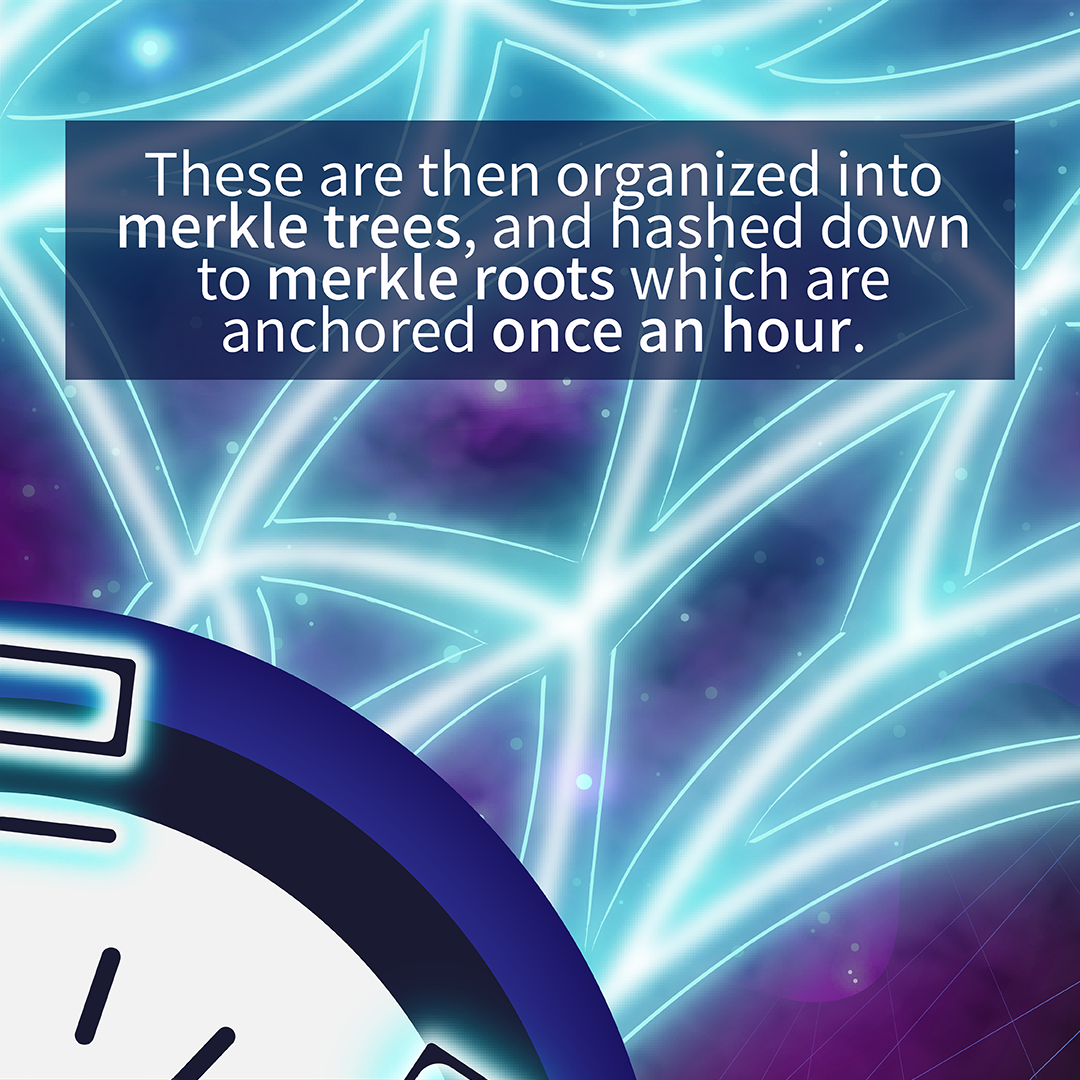 These are then organized into
merkle trees, and hashed down
to merkle roots which are
anchored once an hour.